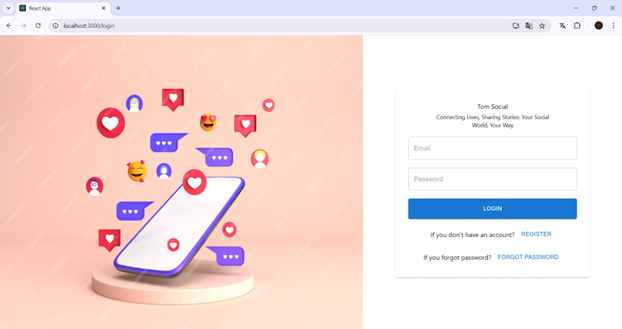 React App
localhost:3000/login
Tom Social
Connecting Lives, Sharing Stories: Your Social
World, Your Way
Email
Password
LOGIN
If you don't have an account? REGISTER
If you forgot password? FORGOT PASSWORD